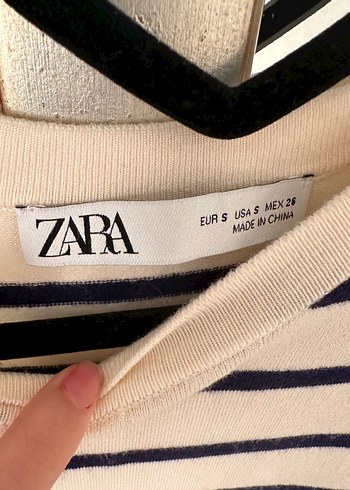 ZARA
EUR S USA S MEX 26
MADE IN CHINA